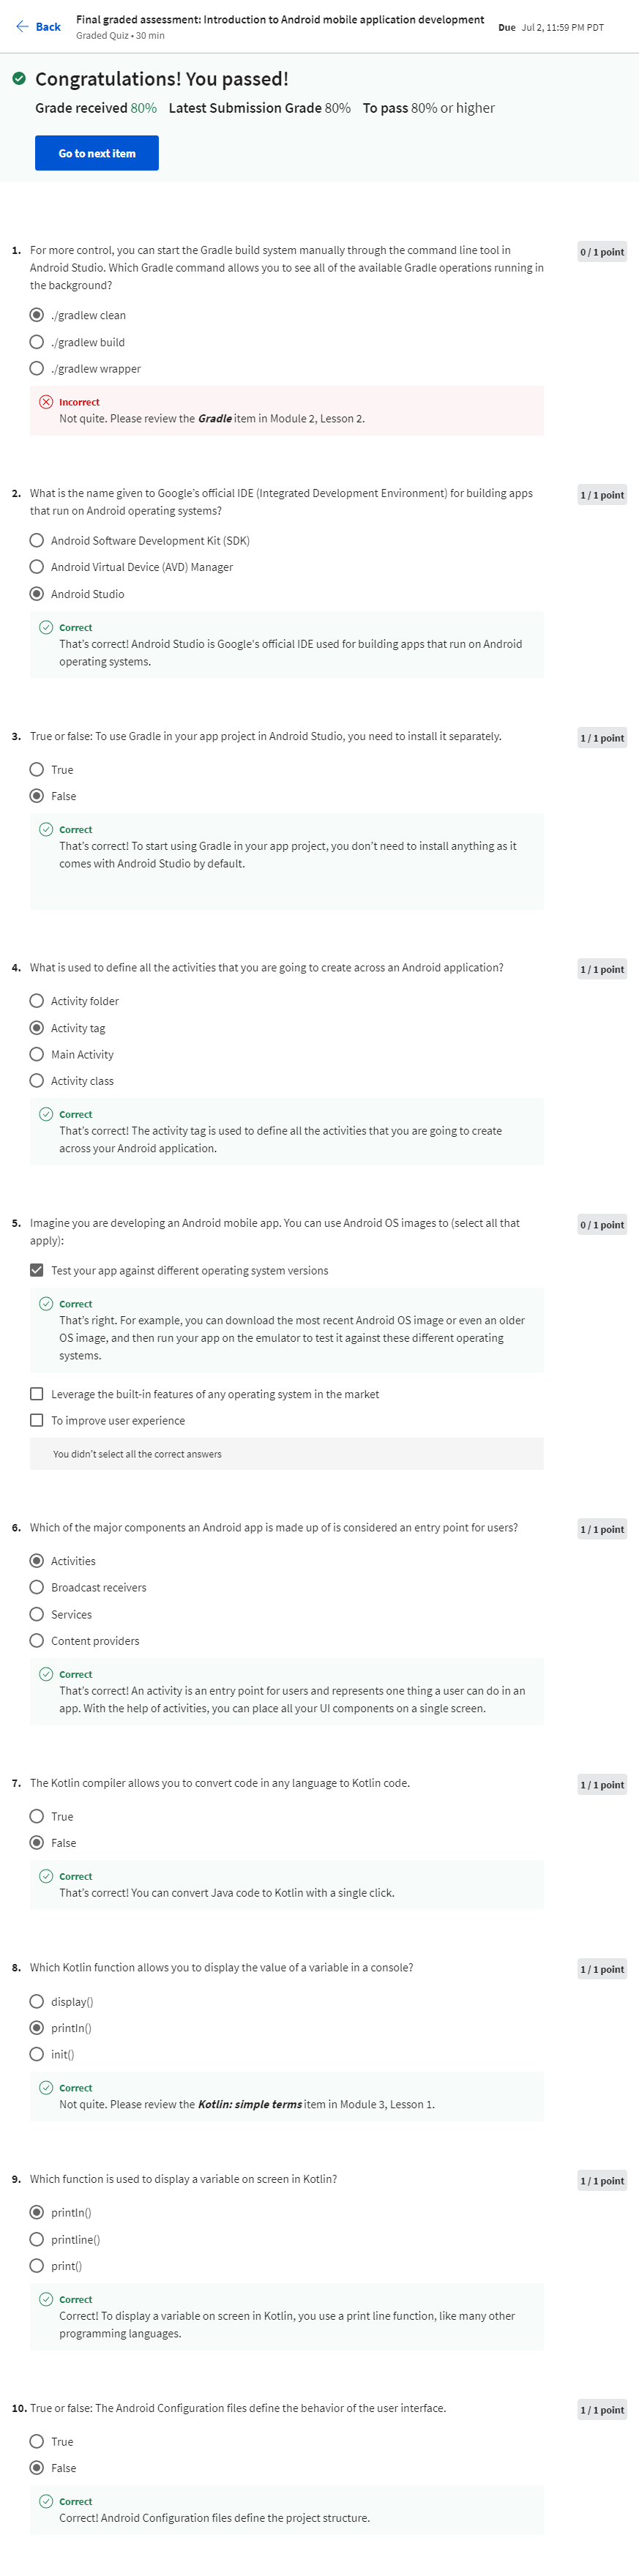 Back
Final graded assessment: Introduction to Android mobile application development
Graded Quiz • 30 min
Due Jul 2, 11:59 PM PDT
Congratulations! You passed!
Grade received 80% Latest Submission Grade 80% To pass 80% or higher
Go to next item
1. For more control, you can start the Gradle build system manually through the command line tool in
Android Studio. Which Gradle command allows you to see all of the available Gradle operations running in
the background?
0 / 1 point
./gradlew clean
./gradlew build
./gradlew wrapper
Incorrect
Not quite. Please review the Gradle item in Module 2, Lesson 2.
2. What is the name given to Google's official IDE (Integrated Development Environment) for building apps
that run on Android operating systems?
1 / 1 point
Android Software Development Kit (SDK)
Android Virtual Device (AVD) Manager
Android Studio
Correct
That's correct! Android Studio is Google's official IDE used for building apps that run on Android
operating systems.
3. True or false: To use Gradle in your app project in Android Studio, you need to install it separately.
1 / 1 point
True
False
Correct
That's correct! To start using Gradle in your app project, you don't need to install anything as it
comes with Android Studio by default.
4. What is used to define all the activities that you are going to create across an Android application?
1 / 1 point
Activity folder
Activity tag
Main Activity
Activity class
Correct
That's correct! The activity tag is used to define all the activities that you are going to create
across your Android application.
5. Imagine you are developing an Android mobile app. You can use Android OS images to (select all that
apply):
0 / 1 point
Test your app against different operating system versions
Correct
That's right. For example, you can download the most recent Android OS image or even an older
OS image, and then run your app on the emulator to test it against these different operating
systems.
Leverage the built-in features of any operating system in the market
To improve user experience
You didn't select all the correct answers
6. Which of the major components an Android app is made up of is considered an entry point for users?
1 / 1 point
Activities
Broadcast receivers
Services
Content providers
Correct
That's correct! An activity is an entry point for users and represents one thing a user can do in an
app. With the help of activities, you can place all your UI components on a single screen.
7. The Kotlin compiler allows you to convert code in any language to Kotlin code.
1 / 1 point
True
False
Correct
That's correct! You can convert Java code to Kotlin with a single click.
8. Which Kotlin function allows you to display the value of a variable in a console?
1 / 1 point
display()
println()
init()
Correct
Not quite. Please review the Kotlin: simple terms item in Module 3, Lesson 1.
9. Which function is used to display a variable on screen in Kotlin?
1 / 1 point
println()
printline()
print()
Correct
Correct! To display a variable on screen in Kotlin, you use a print line function, like many other
programming languages.
10. True or false: The Android Configuration files define the behavior of the user interface.
1 / 1 point
True
False
Correct
Correct! Android Configuration files define the project structure.